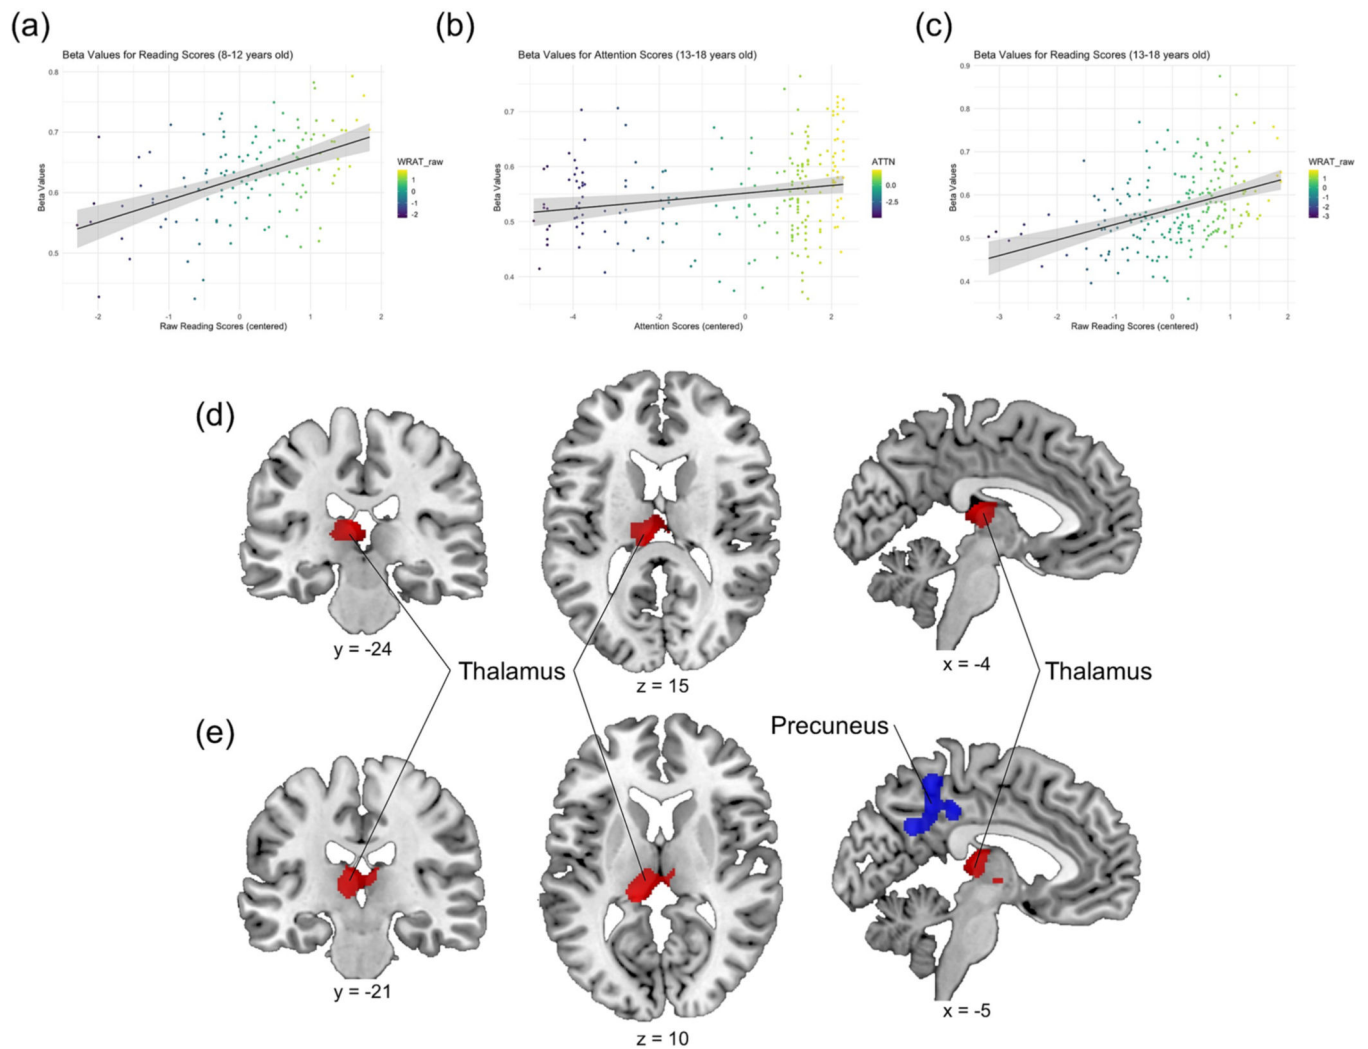 (a)
(b)
(c)
Beta Values for Reading Scores (8-12 years old)
Beta Values for Attention Scores (13-18 years old)
Beta Values for Reading Scores (13-18 years old)
0.8
0.7
0.6
0.5
Beta Values
-2
-1
0
1
2
Raw Reading Scores (centered)
WRAT_raw
1
0
-1
-2
0.7
0.6
0.5
0.4
Beta Values
-4
-2
0
2
Attention Scores (centered)
ATTN
0.0
-2.5
0.9
0.8
0.7
0.6
0.5
0.4
Beta Values
-3
-2
-1
0
1
2
Raw Reading Scores (centered)
WRAT_raw
1
0
-1
-2
-3
(d)
y = -24
z = 15
x = -4
Thalamus
Thalamus
(e)
Precuneus
y = -21
z = 10
x = -5